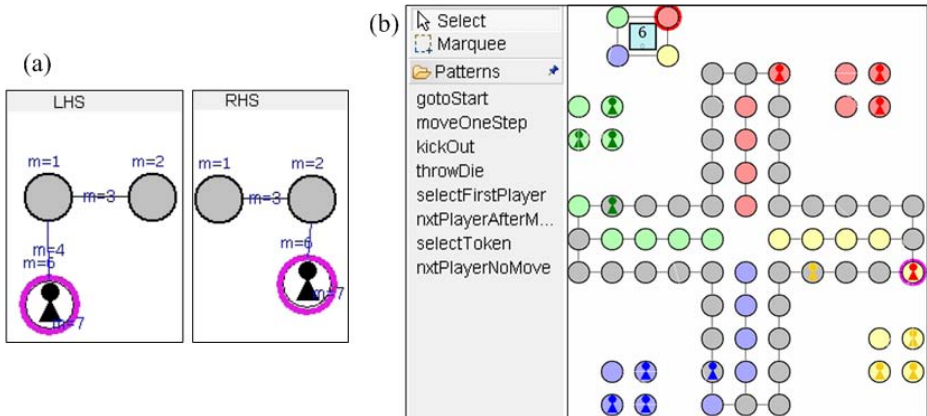 (a)
LHS
m=1
m=2
m=3
m=4
m=6
m=7
RHS
m=1
m=2
m=3
m=6
m=7
(b)
Select
Marquee
Patterns
gotoStart
moveOneStep
kickOut
throwDie
selectFirstPlayer
nxtPlayerAfterM...
selectToken
nxtPlayerNoMove
6